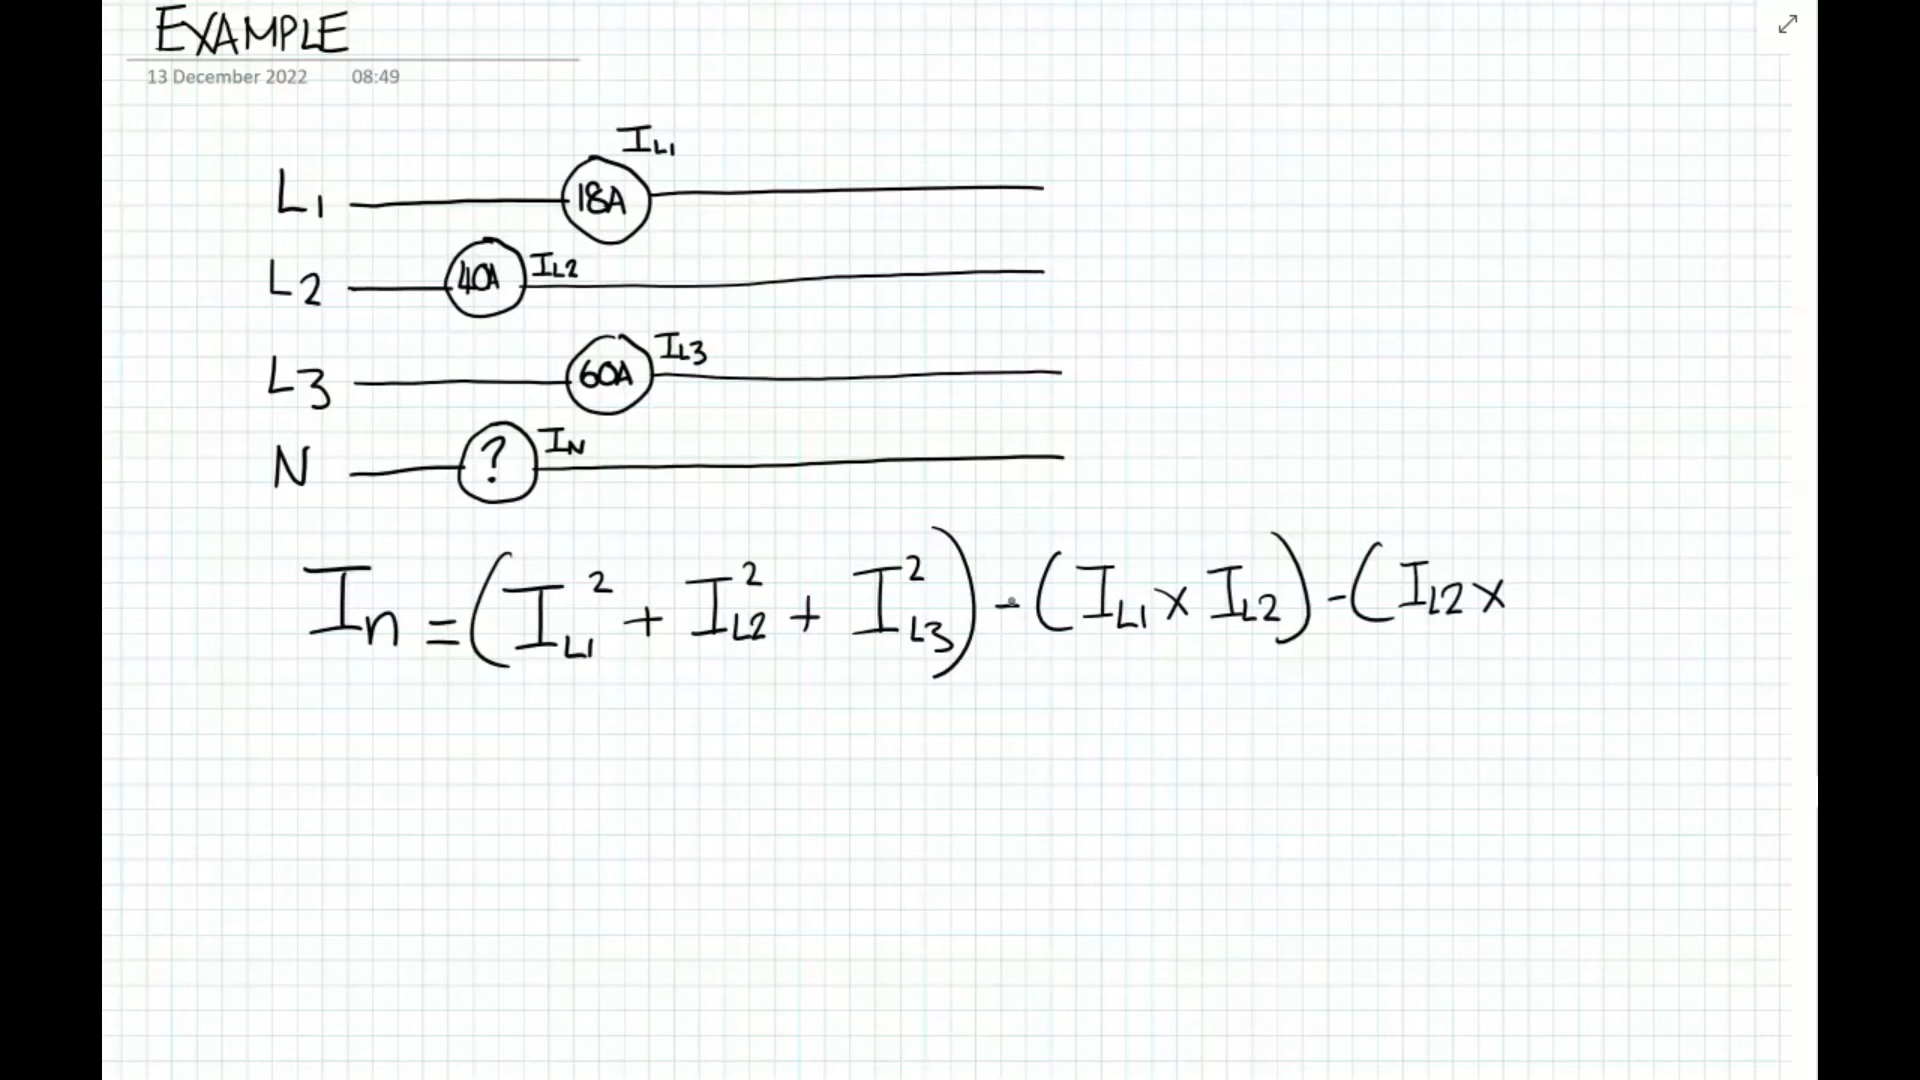 EXAMPLE
13 December 2022 08:49
IL1
L1 18A
L2 40A IL2
L3 60A IL3
N ? IN
In = (IL1² + IL2² + IL3²) - (IL1 x IL2) - (IL2 x